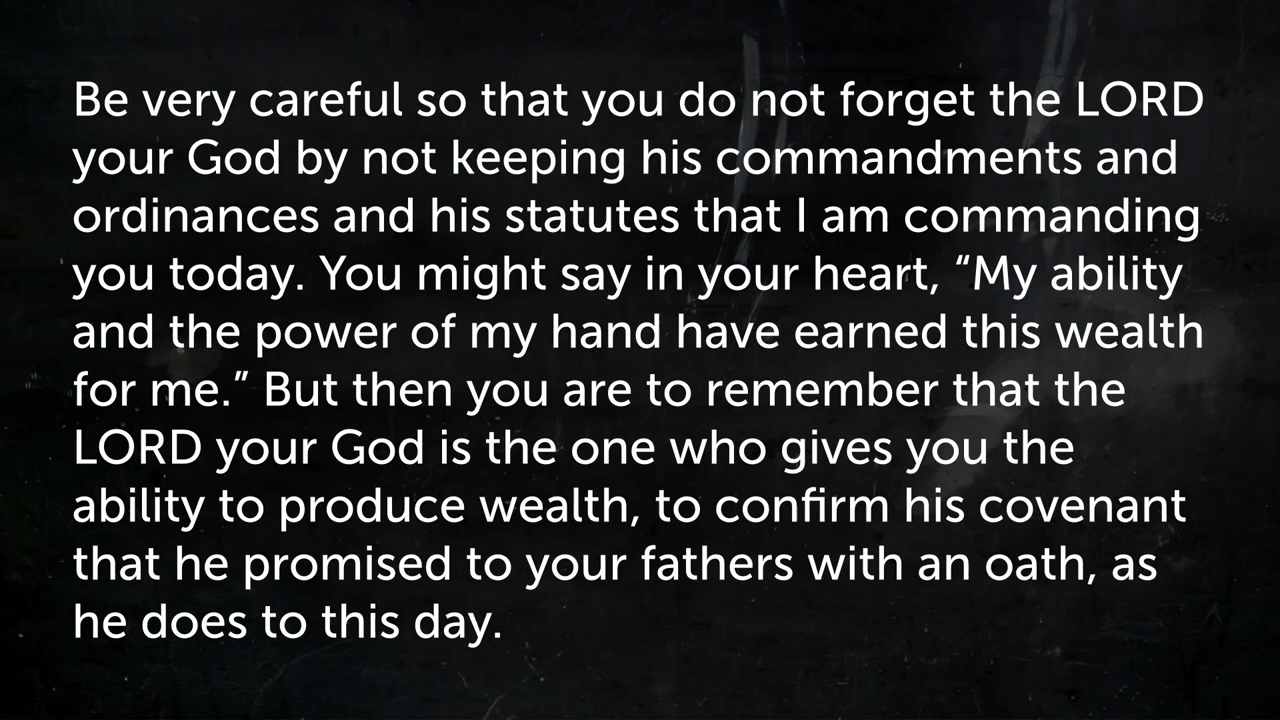 Be very careful so that you do not forget the LORD
your God by not keeping his commandments and
ordinances and his statutes that I am commanding
you today. You might say in your heart, “My ability
and the power of my hand have earned this wealth
for me.” But then you are to remember that the
LORD your God is the one who gives you the
ability to produce wealth, to confirm his covenant
that he promised to your fathers with an oath, as
he does to this day.